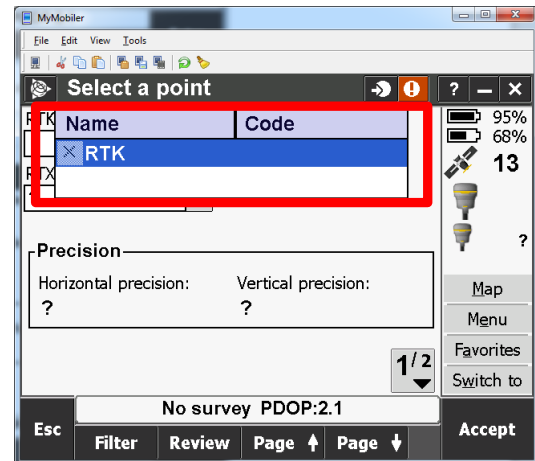 MyMobiler
File Edit View Tools
Select a point ? – ×
Name Code
RTK
95%
68%
13
RTX
Precision
?
Horizontal precision: Vertical precision:
? ?
Map
Menu
Favorites
1/2
Switch to
No survey PDOP:2.1
Esc Filter Review Page Page Accept